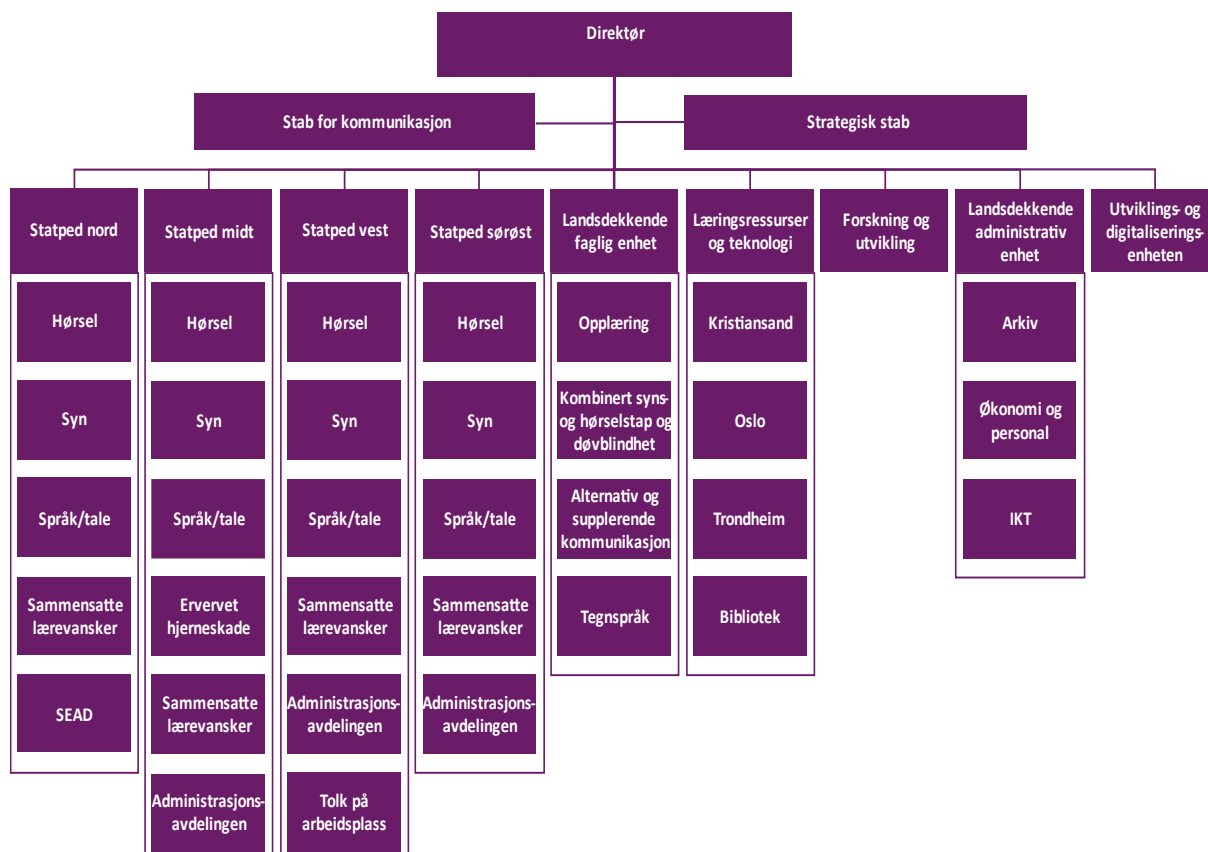 Direktør
Stab for kommunikasjon
Strategisk stab
Statped nord
Hørsel
Syn
Språk/tale
Sammensatte
lærevansker
SEAD
Statped midt
Hørsel
Syn
Språk/tale
Ervervet
hjerneskade
Sammensatte
lærevansker
Administrasjons-
avdelingen
Statped vest
Hørsel
Syn
Språk/tale
Sammensatte
lærevansker
Administrasjons-
avdelingen
Tolk på
arbeidsplass
Statped sørøst
Hørsel
Syn
Språk/tale
Sammensatte
lærevansker
Administrasjons-
avdelingen
Landsdekkende
faglig enhet
Opplæring
Kombinert syns-
og hørselstap og
døvblindhet
Alternativ og
supplerende
kommunikasjon
Tegnspråk
Læringsressurser
og teknologi
Kristiansand
Oslo
Trondheim
Bibliotek
Forskning og
utvikling
Landsdekkende
administrativ
enhet
Arkiv
Økonomi og
personal
IKT
Utviklings- og
digitaliserings-
enheten